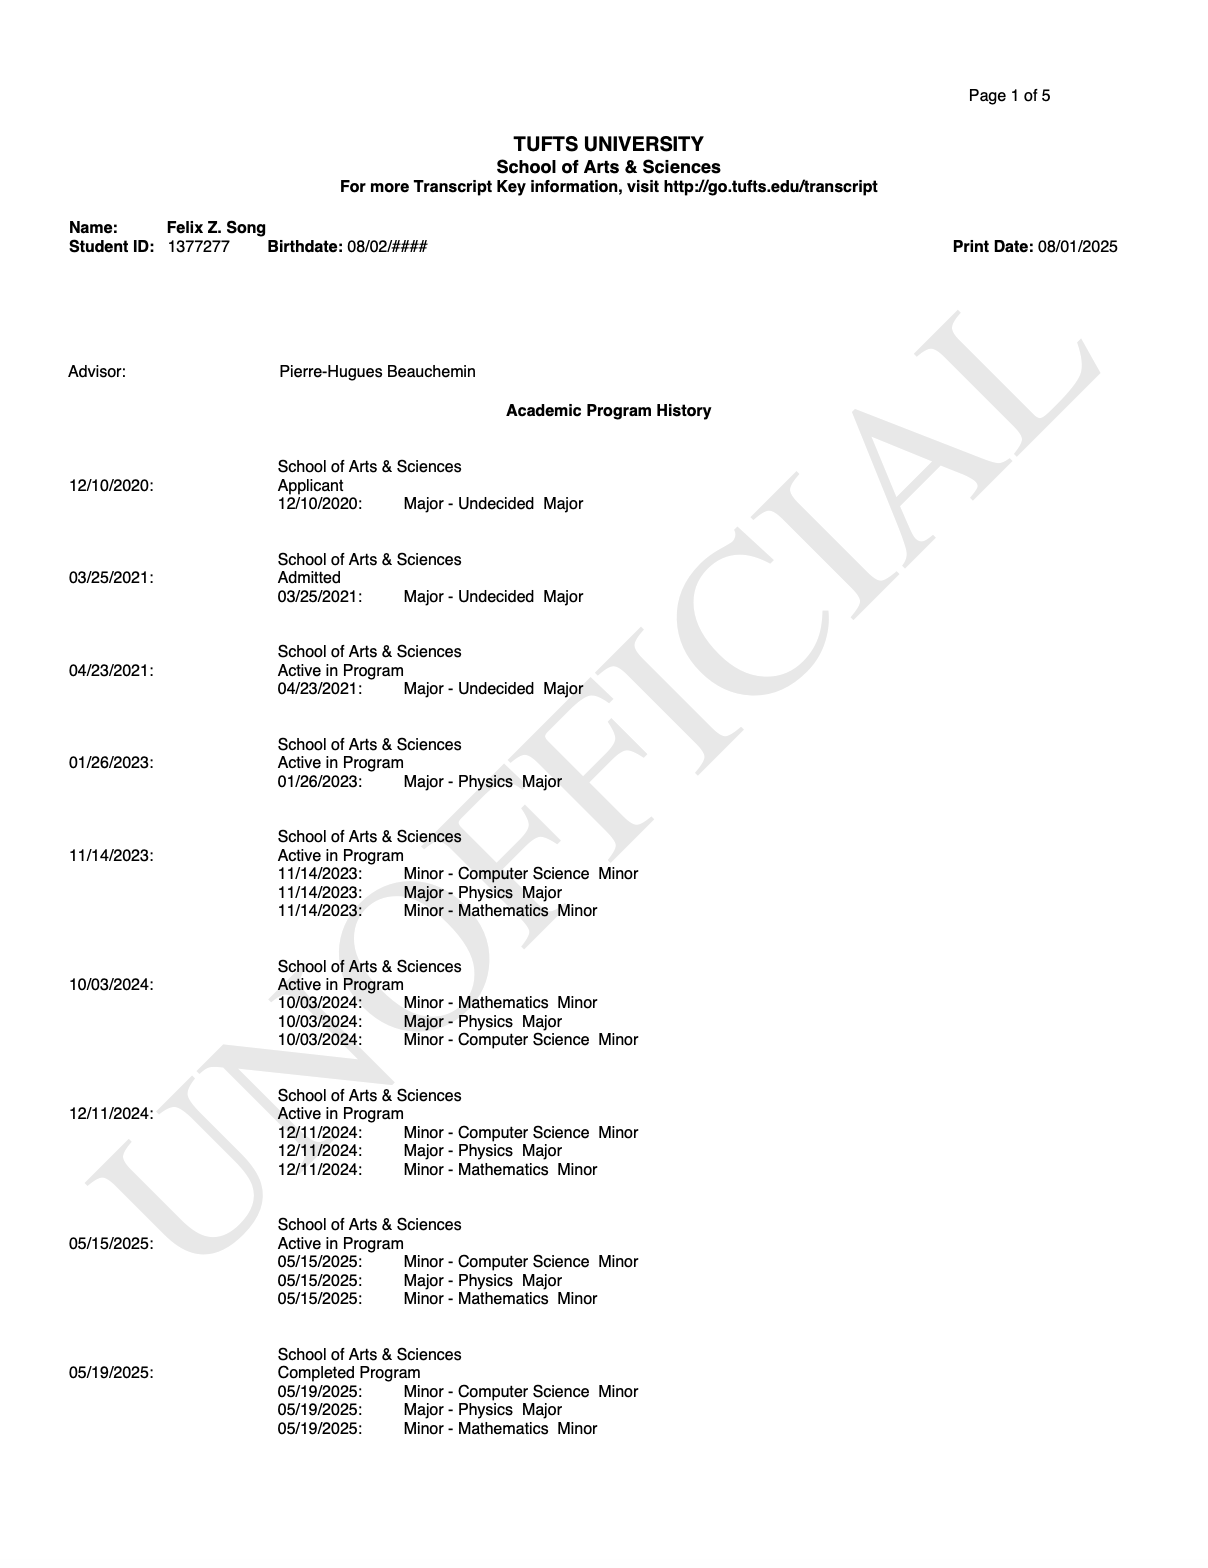 Page 1 of 5
TUFTS UNIVERSITY
School of Arts & Sciences
For more Transcript Key information, visit http://go.tufts.edu/transcript
Name: Felix Z. Song
Student ID: 1377277 Birthdate: 08/02/#### Print Date: 08/01/2025
Advisor: Pierre-Hugues Beauchemin
Academic Program History
School of Arts & Sciences
12/10/2020: Applicant
12/10/2020: Major - Undecided Major
School of Arts & Sciences
03/25/2021: Admitted
03/25/2021: Major - Undecided Major
School of Arts & Sciences
04/23/2021: Active in Program
04/23/2021: Major - Undecided Major
School of Arts & Sciences
01/26/2023: Active in Program
01/26/2023: Major - Physics Major
School of Arts & Sciences
11/14/2023: Active in Program
11/14/2023: Minor - Computer Science Minor
11/14/2023: Major - Physics Major
11/14/2023: Minor - Mathematics Minor
School of Arts & Sciences
10/03/2024: Active in Program
10/03/2024: Minor - Mathematics Minor
10/03/2024: Major - Physics Major
10/03/2024: Minor - Computer Science Minor
School of Arts & Sciences
12/11/2024: Active in Program
12/11/2024: Minor - Computer Science Minor
12/11/2024: Major - Physics Major
12/11/2024: Minor - Mathematics Minor
School of Arts & Sciences
05/15/2025: Active in Program
05/15/2025: Minor - Computer Science Minor
05/15/2025: Major - Physics Major
05/15/2025: Minor - Mathematics Minor
School of Arts & Sciences
05/19/2025: Completed Program
05/19/2025: Minor - Computer Science Minor
05/19/2025: Major - Physics Major
05/19/2025: Minor - Mathematics Minor
UNOFFICIAL